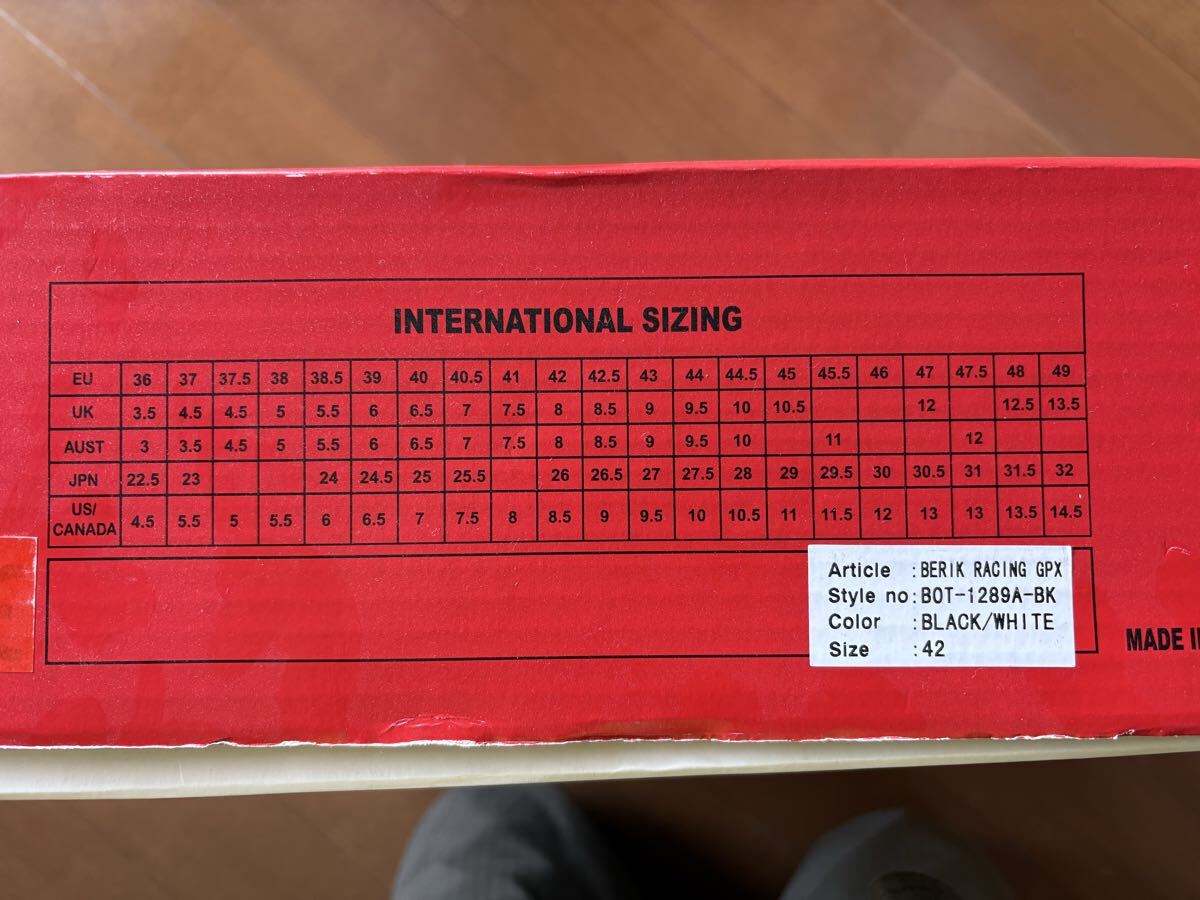 INTERNATIONAL SIZING
EU 36 37 37.5 38 38.5 39 40 40.5 41 42 42.5 43 44 44.5 45 45.5 46 47 47.5 48 49
UK 3.5 4.5 4.5 5 5.5 6 6.5 7 7.5 8 8.5 9 9.5 10 10.5 12 12.5 13.5
AUST 3 3.5 4.5 5 5.5 6 6.5 7 7.5 8 8.5 9 9.5 10 11 12
JPN 22.5 23 24 24.5 25 25.5 26 26.5 27 27.5 28 29 29.5 30 30.5 31 31.5 32
US/
CANADA 4.5 5.5 5 5.5 6 6.5 7 7.5 8 8.5 9 9.5 10 10.5 11 11.5 12 13 13 13.5 14.5
Article :BERIK RACING GPX
Style no:BOT-1289A-BK
Color :BLACK/WHITE
Size :42
MADE